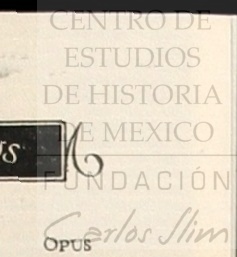 CENTRO DE
ESTUDIOS
DE HISTORIA
DE MEXICO
FUNDACIÓN
Carlos Slim
OPUS